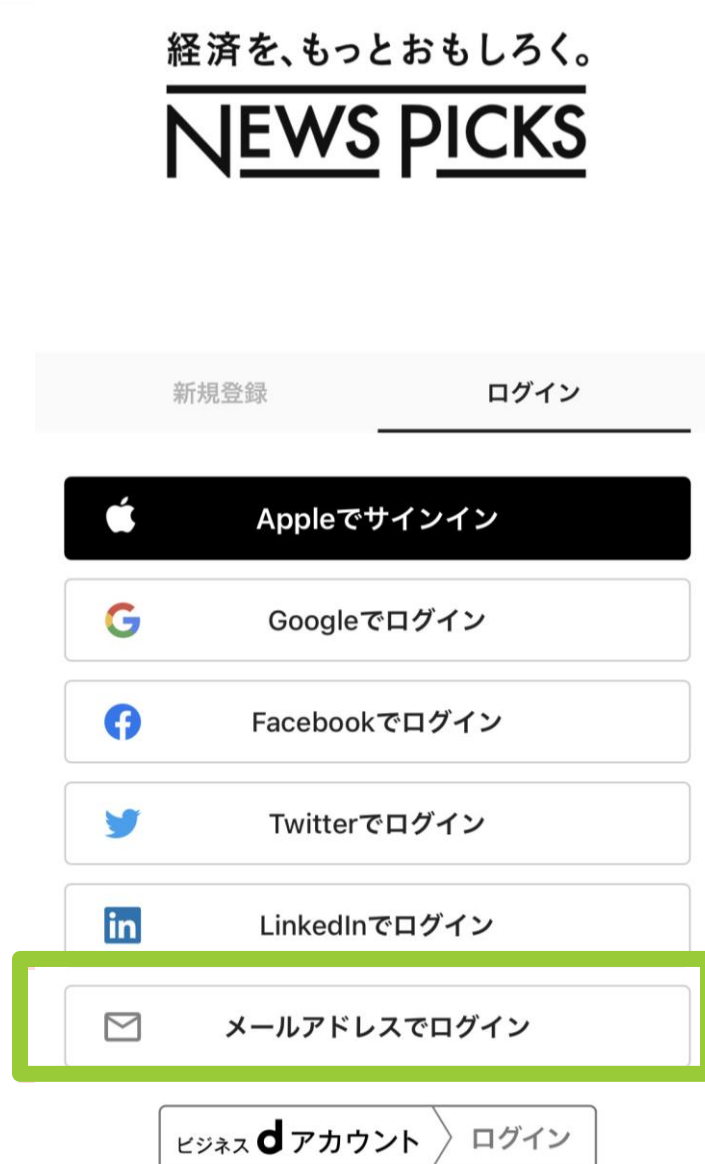 経済を、もっとおもしろく。
NEWS PICKS
新規登録
ログイン
Appleでサインイン
Googleでログイン
Facebookでログイン
Twitterでログイン
in LinkedInでログイン
メールアドレスでログイン
ビジネス dアカウント ログイン